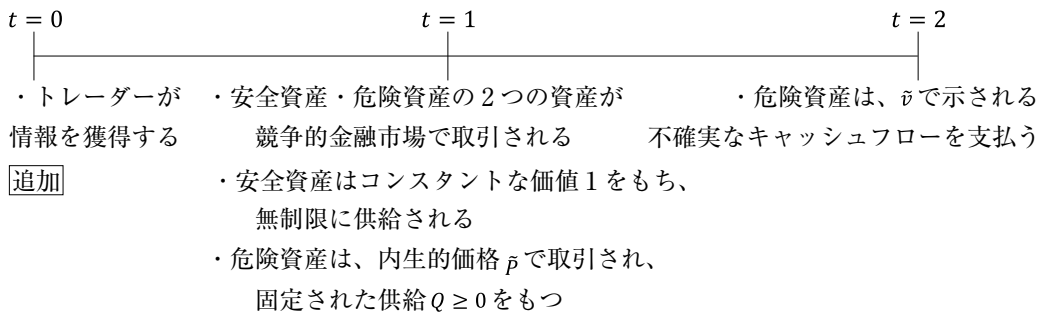 t = 0
t = 1
t = 2
・トレーダーが
情報を獲得する
追加
・安全資産・危険資産の２つの資産が
競争的金融市場で取引される
・安全資産はコンスタントな価値１をもち、
無制限に供給される
・危険資産は、内生的価格 p̃ で取引され、
固定された供給 Q ≥ 0 をもつ
・危険資産は、ṽ で示される
不確実なキャッシュフローを支払う